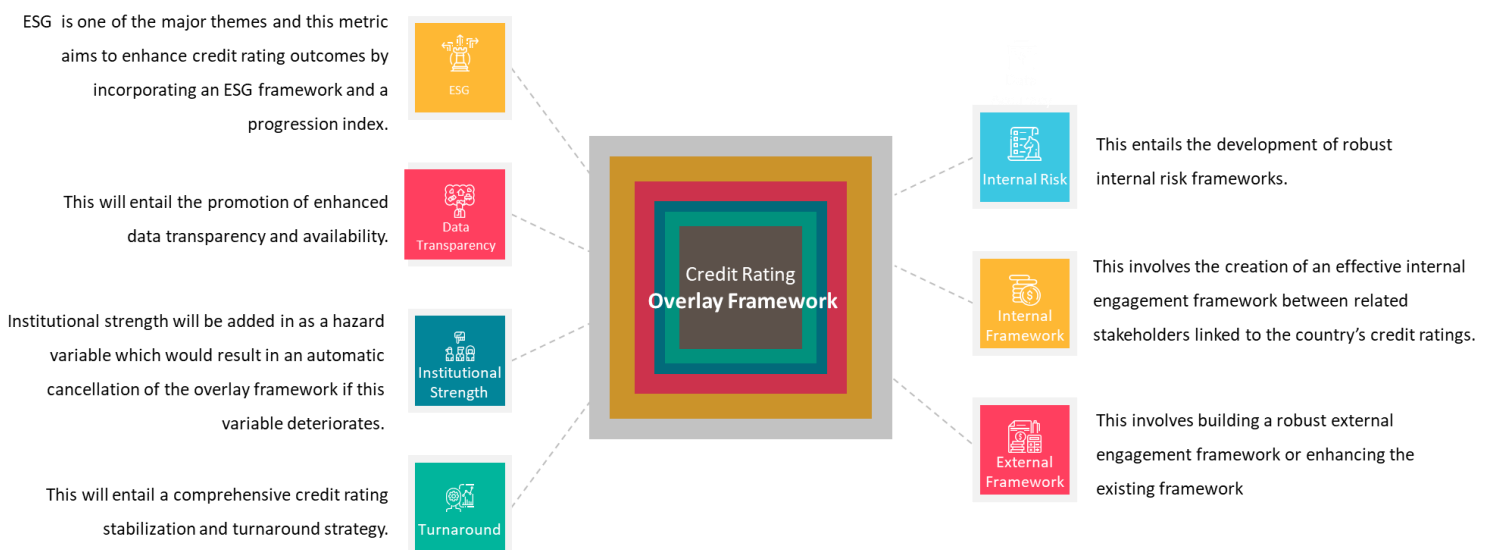 ESG is one of the major themes and this metric
aims to enhance credit rating outcomes by
incorporating an ESG framework and a
progression index.
ESG
This will entail the promotion of enhanced
data transparency and availability.
Data
Transparency
Institutional strength will be added in as a hazard
variable which would result in an automatic
cancellation of the overlay framework if this
variable deteriorates.
Institutional
Strength
This will entail a comprehensive credit rating
stabilization and turnaround strategy.
Turnaround
Credit Rating
Overlay Framework
Internal Risk
This entails the development of robust
internal risk frameworks.
Internal
Framework
This involves the creation of an effective internal
engagement framework between related
stakeholders linked to the country’s credit ratings.
External
Framework
This involves building a robust external
engagement framework or enhancing the
existing framework